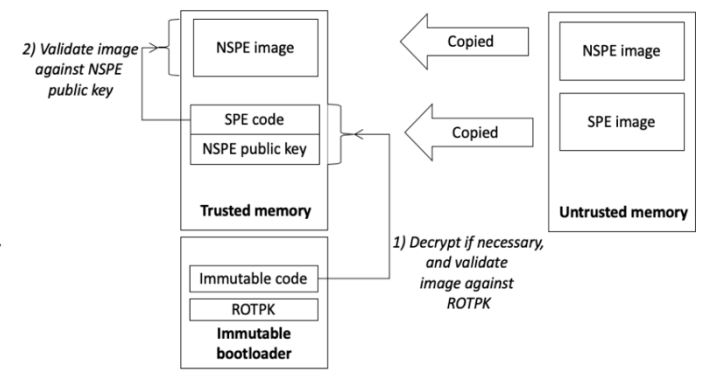 2) Validate image
against NSPE
public key
NSPE image
SPE code
NSPE public key
Trusted memory
Copied
Copied
NSPE image
SPE image
Untrusted memory
1) Decrypt if necessary,
and validate
image against
ROTPK
Immutable code
ROTPK
Immutable
bootloader